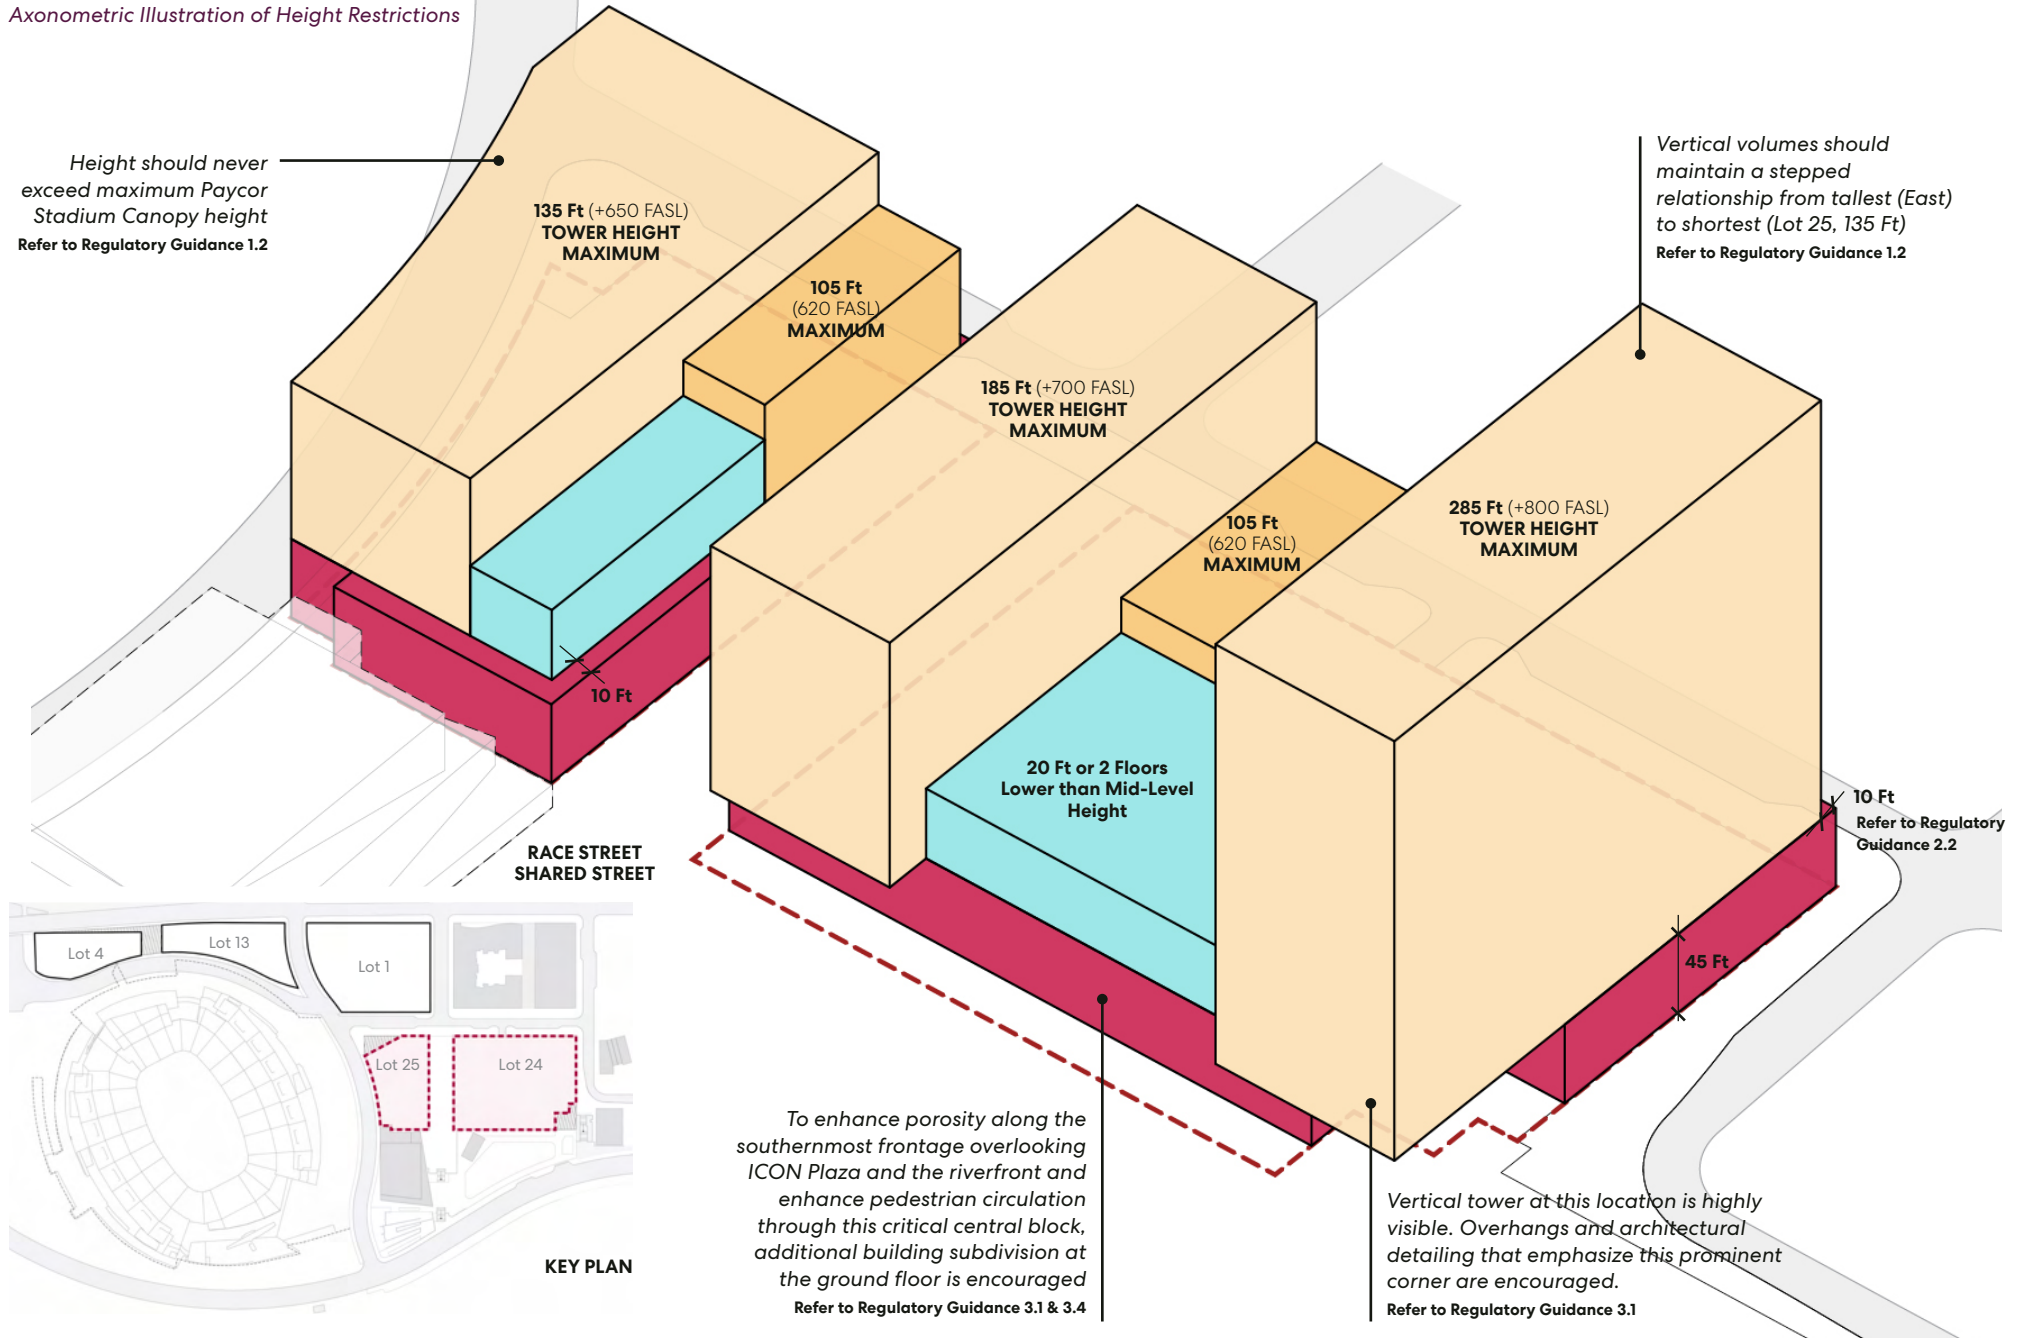 Axonometric Illustration of Height Restrictions
Height should never
exceed maximum Paycor
Stadium Canopy height
Refer to Regulatory Guidance 1.2
135 Ft (+650 FASL)
TOWER HEIGHT
MAXIMUM
105 Ft
(620 FASL)
MAXIMUM
185 Ft (+700 FASL)
TOWER HEIGHT
MAXIMUM
Vertical volumes should
maintain a stepped
relationship from tallest (East)
to shortest (Lot 25, 135 Ft)
Refer to Regulatory Guidance 1.2
105 Ft
(620 FASL)
MAXIMUM
285 Ft (+800 FASL)
TOWER HEIGHT
MAXIMUM
10 Ft
20 Ft or 2 Floors
Lower than Mid-Level
Height
10 Ft
Refer to Regulatory
Guidance 2.2
45 Ft
RACE STREET
SHARED STREET
Lot 4
Lot 13
Lot 1
Lot 25
Lot 24
KEY PLAN
To enhance porosity along the
southernmost frontage overlooking
ICON Plaza and the riverfront and
enhance pedestrian circulation
through this critical central block,
additional building subdivision at
the ground floor is encouraged
Refer to Regulatory Guidance 3.1 & 3.4
Vertical tower at this location is highly
visible. Overhangs and architectural
detailing that emphasize this prominent
corner are encouraged.
Refer to Regulatory Guidance 3.1